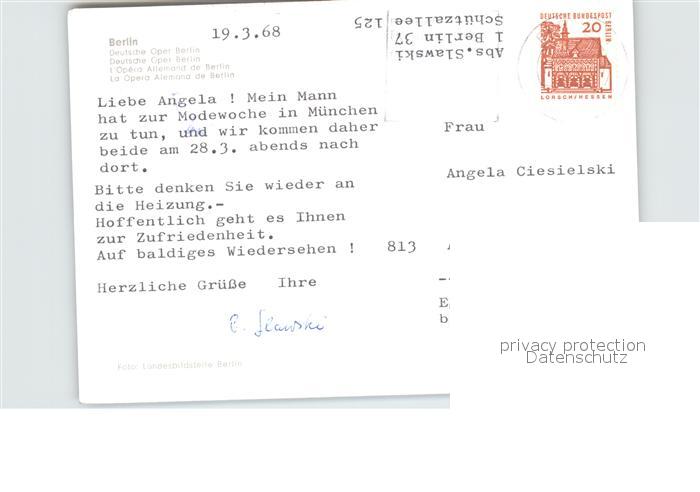 Berlin
Deutsche Oper Berlin
Deutsche Oper Berlin
L'Opéra Allemand de Berlin
La Opera Alemana de Berlin
19.3.68
Liebe Angela ! Mein Mann
hat zur Modewoche in München
zu tun, und wir kommen daher
beide am 28.3. abends nach
dort.
Bitte denken Sie wieder an
die Heizung.-
Hoffentlich geht es Ihnen
zur Zufriedenheit.
Auf baldiges Wiedersehen !
Herzliche Grüße Ihre
Slawski
Foto: Landesbildstelle Berlin
Abs. Slawski
1 Berlin 37
Schützallee 125
DEUTSCHE BUNDESPOST
BERLIN
20
LORSCH/HESSEN
Frau
Angela Ciesielski
813
E
b
privacy protection
Datenschutz